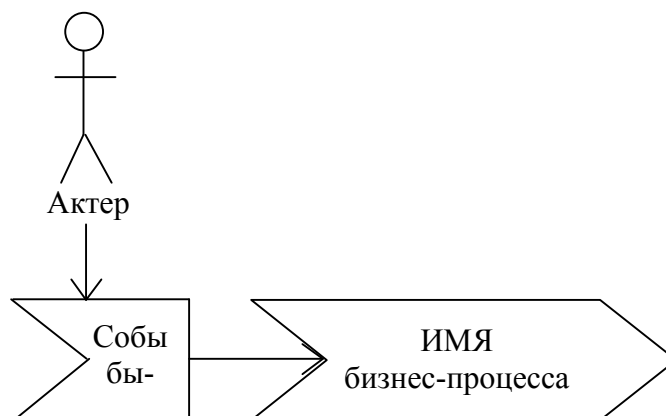 Актер
Собы
бы-
ИМЯ
бизнес-процесса